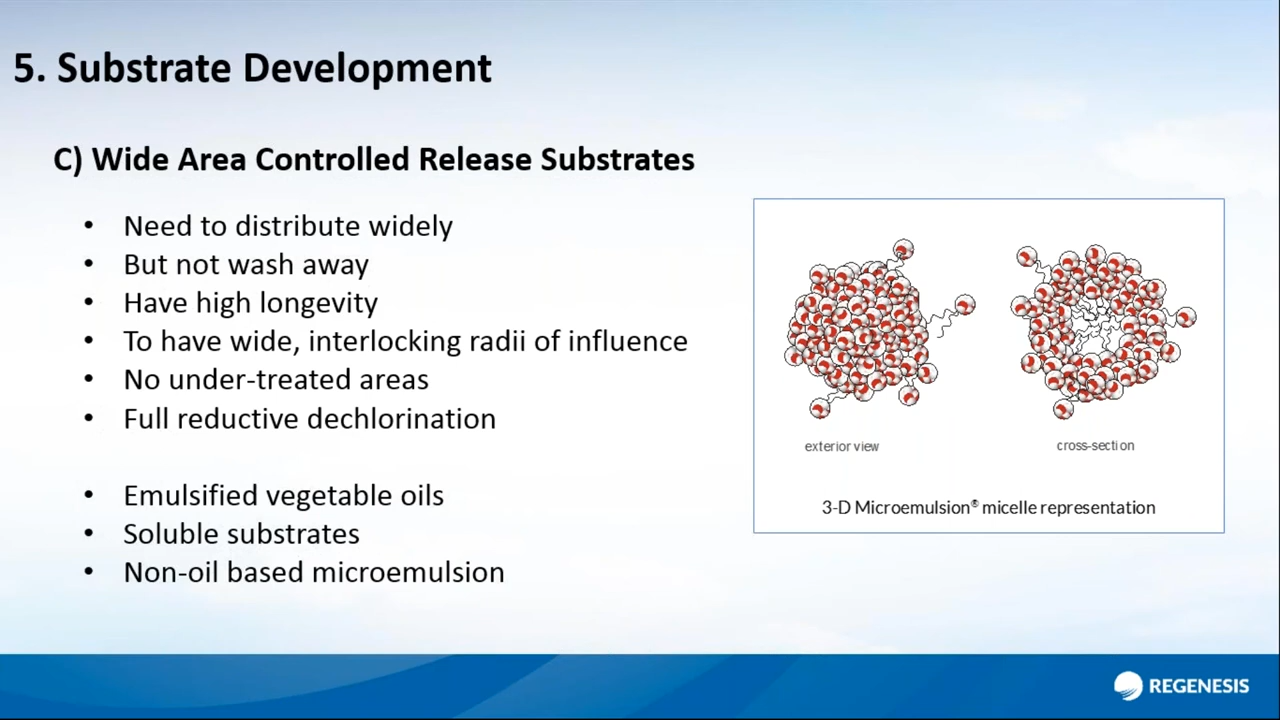 5. Substrate Development
C) Wide Area Controlled Release Substrates
• Need to distribute widely
• But not wash away
• Have high longevity
• To have wide, interlocking radii of influence
• No under-treated areas
• Full reductive dechlorination
• Emulsified vegetable oils
• Soluble substrates
• Non-oil based microemulsion
exterior view
cross-section
3-D Microemulsion® micelle representation
REGENESIS